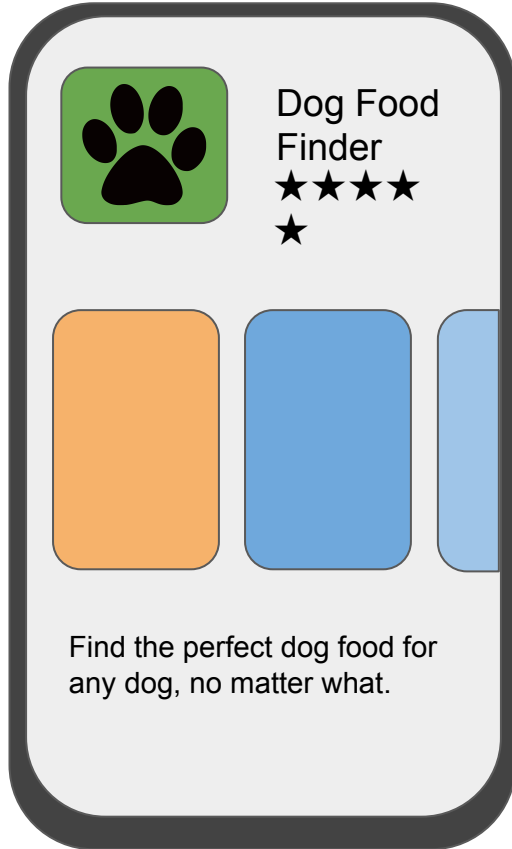 Dog Food
Finder
★★★★
★
Find the perfect dog food for
any dog, no matter what.